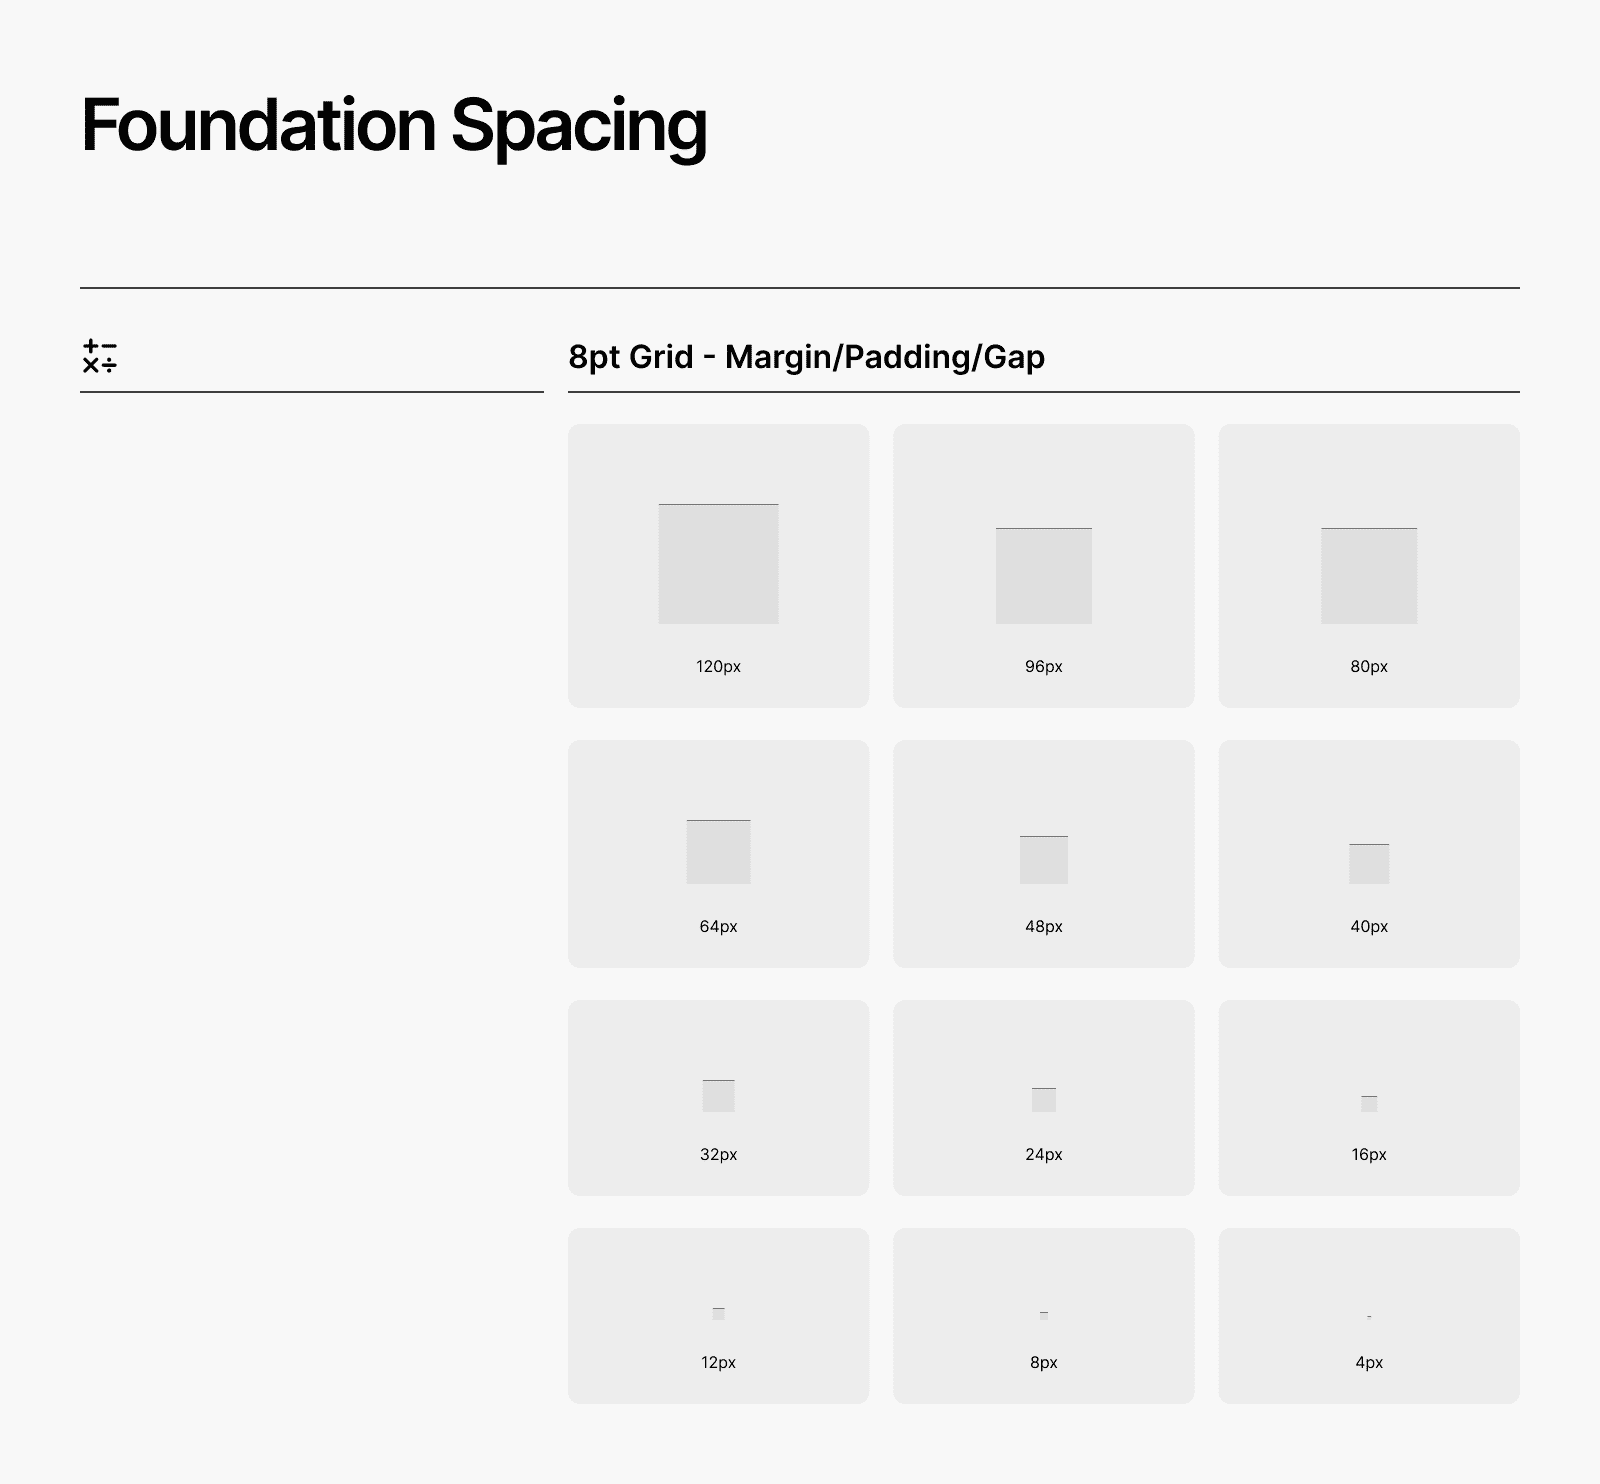 Foundation Spacing
8pt Grid - Margin/Padding/Gap
120px
96px
80px
64px
48px
40px
32px
24px
16px
12px
8px
4px